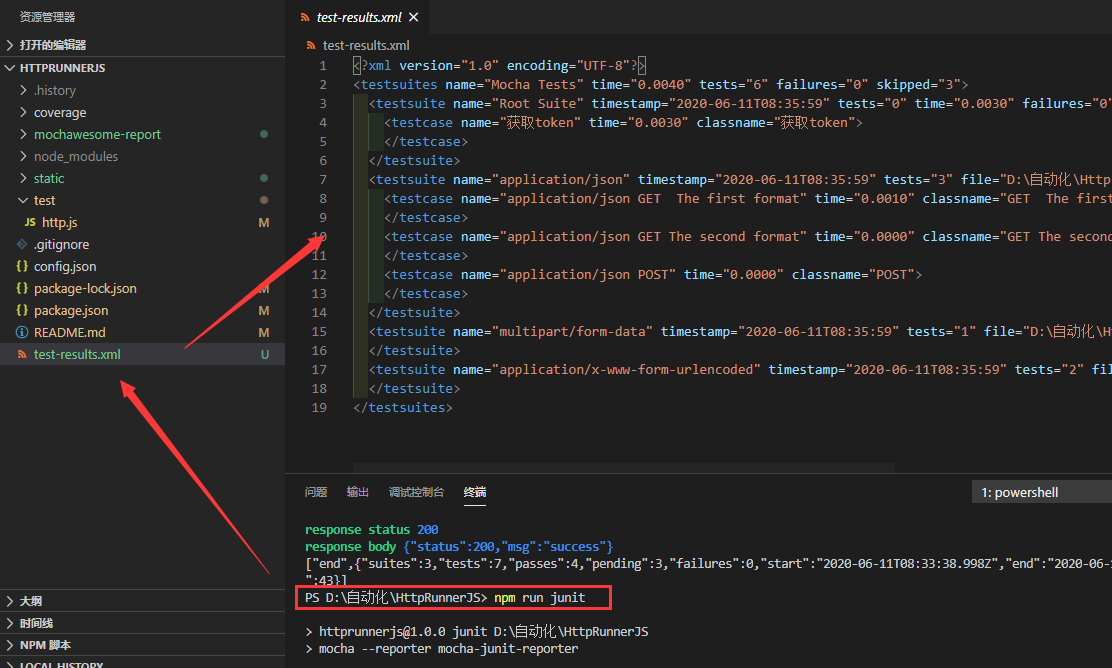 资源管理器
打开的编辑器
HTTPRUNNERJS
.history
coverage
mochawesome-report
node_modules
static
test
JS http.js M
.gitignore
{} config.json
{} package-lock.json M
{} package.json M
README.md M
test-results.xml U
大纲
时间线
NPM 脚本
LOCAL HISTORY
test-results.xml
test-results.xml
1 <?xml version="1.0" encoding="UTF-8"?>
2 <testsuites name="Mocha Tests" time="0.0040" tests="6" failures="0" skipped="3">
3 <testsuite name="Root Suite" timestamp="2020-06-11T08:35:59" tests="0" time="0.0030" failures="0"
4 <testcase name="获取token" time="0.0030" classname="获取token">
5 </testcase>
6 </testsuite>
7 <testsuite name="application/json" timestamp="2020-06-11T08:35:59" tests="3" file="D:\自动化\Http
8 <testcase name="application/json GET  The first format" time="0.0010" classname="GET  The first
9 </testcase>
10 <testcase name="application/json GET The second format" time="0.0000" classname="GET The second
11 </testcase>
12 <testcase name="application/json POST" time="0.0000" classname="POST">
13 </testcase>
14 </testsuite>
15 <testsuite name="multipart/form-data" timestamp="2020-06-11T08:35:59" tests="1" file="D:\自动化\H
16 </testsuite>
17 <testsuite name="application/x-www-form-urlencoded" timestamp="2020-06-11T08:35:59" tests="2" fil
18 </testsuite>
19 </testsuites>
问题 输出 调试控制台 终端 1: powershell
response status 200
response body {"status":200,"msg":"success"}
["end",{"suites":3,"tests":7,"passes":4,"pending":3,"failures":0,"start":"2020-06-11T08:33:38.998Z","end":"2020-06-
":43}]
PS D:\自动化\HttpRunnerJS> npm run junit
> httprunnerjs@1.0.0 junit D:\自动化\HttpRunnerJS
> mocha --reporter mocha-junit-reporter